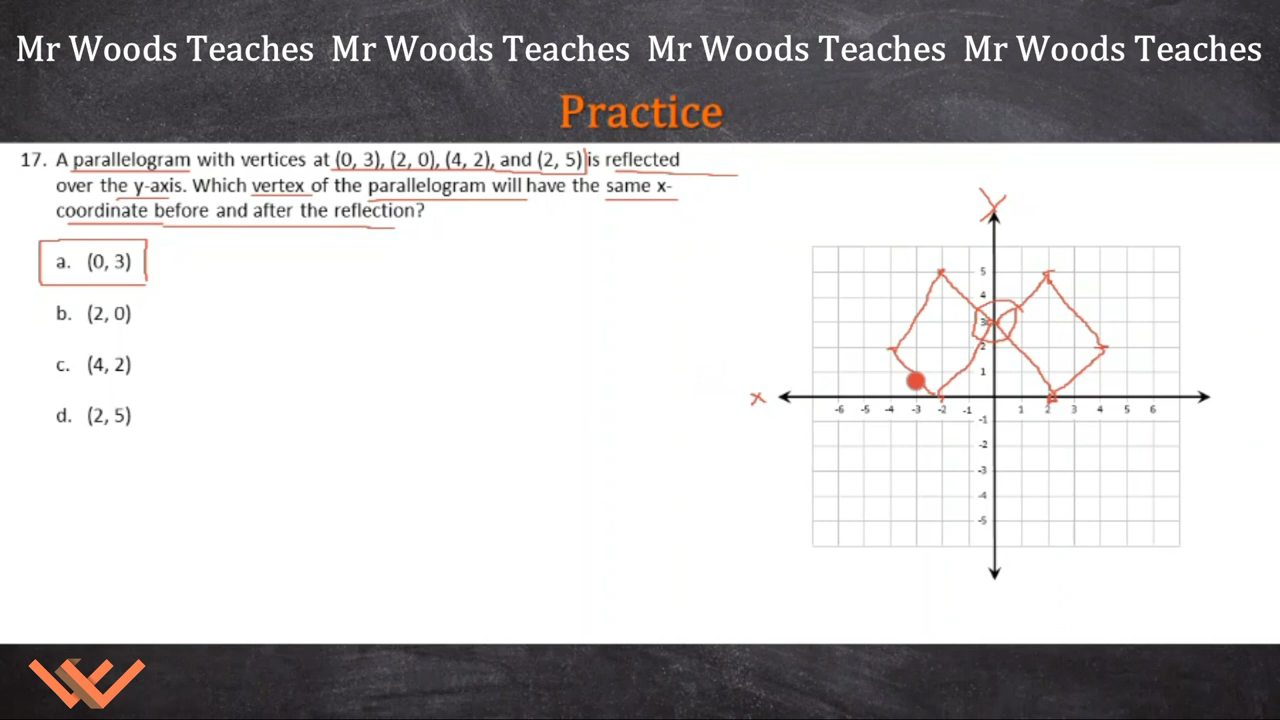 Mr Woods Teaches Mr Woods Teaches Mr Woods Teaches Mr Woods Teaches
Practice
17. A parallelogram with vertices at (0, 3), (2, 0), (4, 2), and (2, 5) is reflected
over the y-axis. Which vertex of the parallelogram will have the same x-
coordinate before and after the reflection?
a. (0, 3)
b. (2, 0)
c. (4, 2)
d. (2, 5)
y
5
4
3
2
1
x
-6 -5 -4 -3 -2 -1 1 2 3 4 5 6
-1
-2
-3
-4
-5